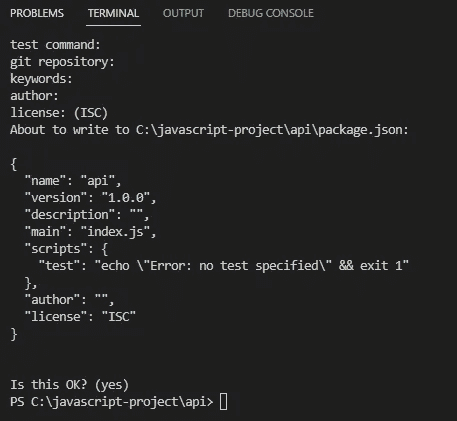 PROBLEMS TERMINAL OUTPUT DEBUG CONSOLE
test command:
git repository:
keywords:
author:
license: (ISC)
About to write to C:\javascript-project\api\package.json:
{
  "name": "api",
  "version": "1.0.0",
  "description": "",
  "main": "index.js",
  "scripts": {
    "test": "echo \"Error: no test specified\" && exit 1"
  },
  "author": "",
  "license": "ISC"
}
Is this OK? (yes)
PS C:\javascript-project\api>